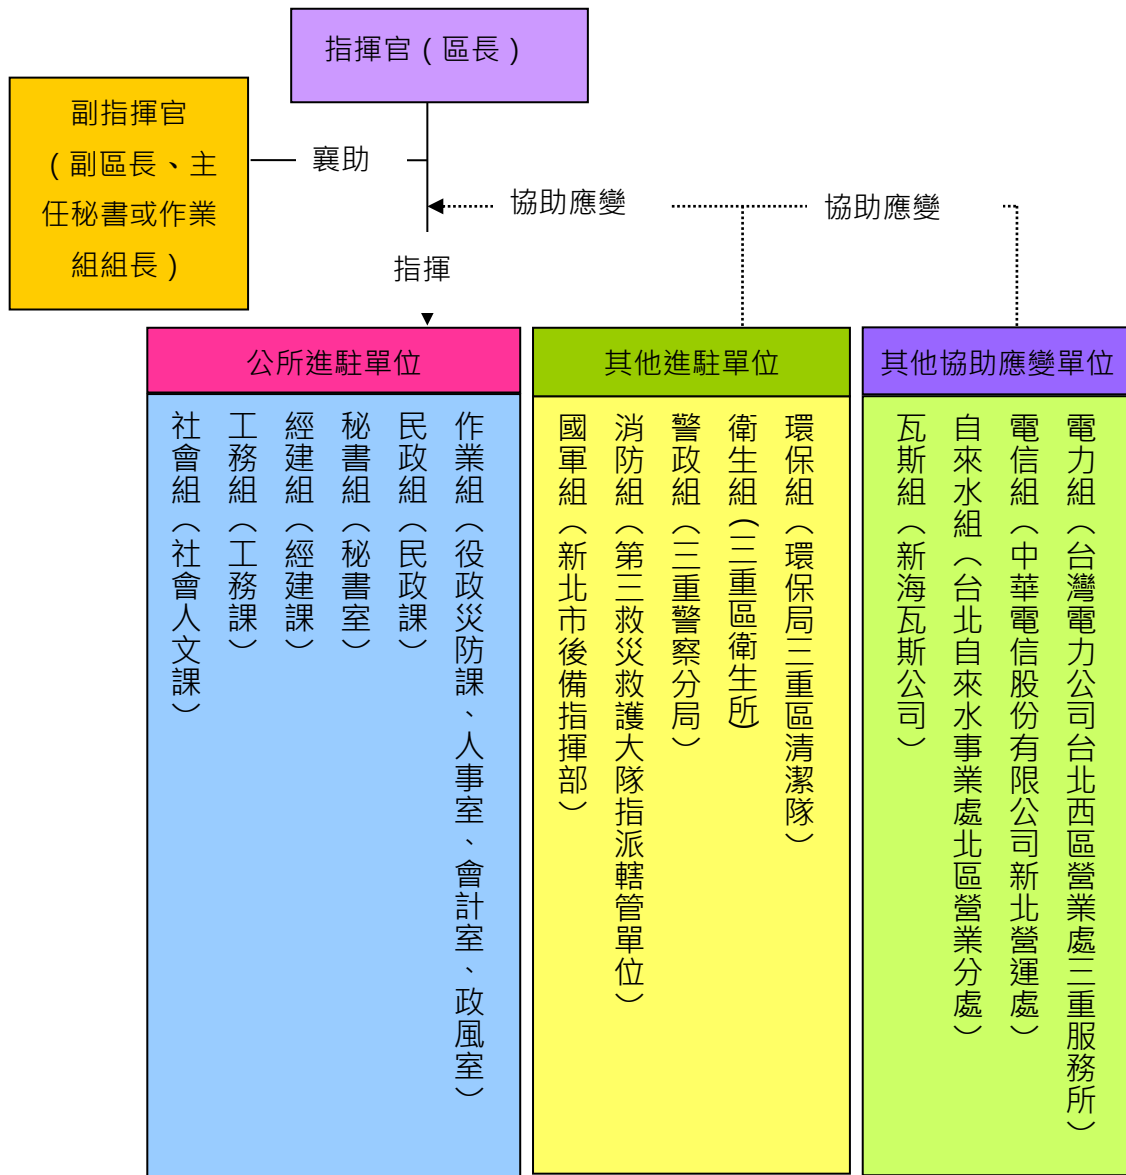 指揮官（區長）
副指揮官
（副區長、主
任秘書或作業
組組長）
襄助
協助應變
協助應變
指揮
公所進駐單位
作業組（役政災防課、人事室、會計室、政風室）
民政組（民政課）
秘書組（秘書室）
經建組（經建課）
工務組（工務課）
社會組（社會人文課）
其他進駐單位
環保組（環保局三重區清潔隊）
衛生組(三重區衛生所)
警政組（三重警察分局）
消防組（第三救災救護大隊指派轄管單位）
國軍組（新北市後備指揮部）
其他協助應變單位
電力組（台灣電力公司台北西區營業處三重服務所）
電信組（中華電信股份有限公司新北營運處）
自來水組（台北自來水事業處北區營業分處）
瓦斯組（新海瓦斯公司）